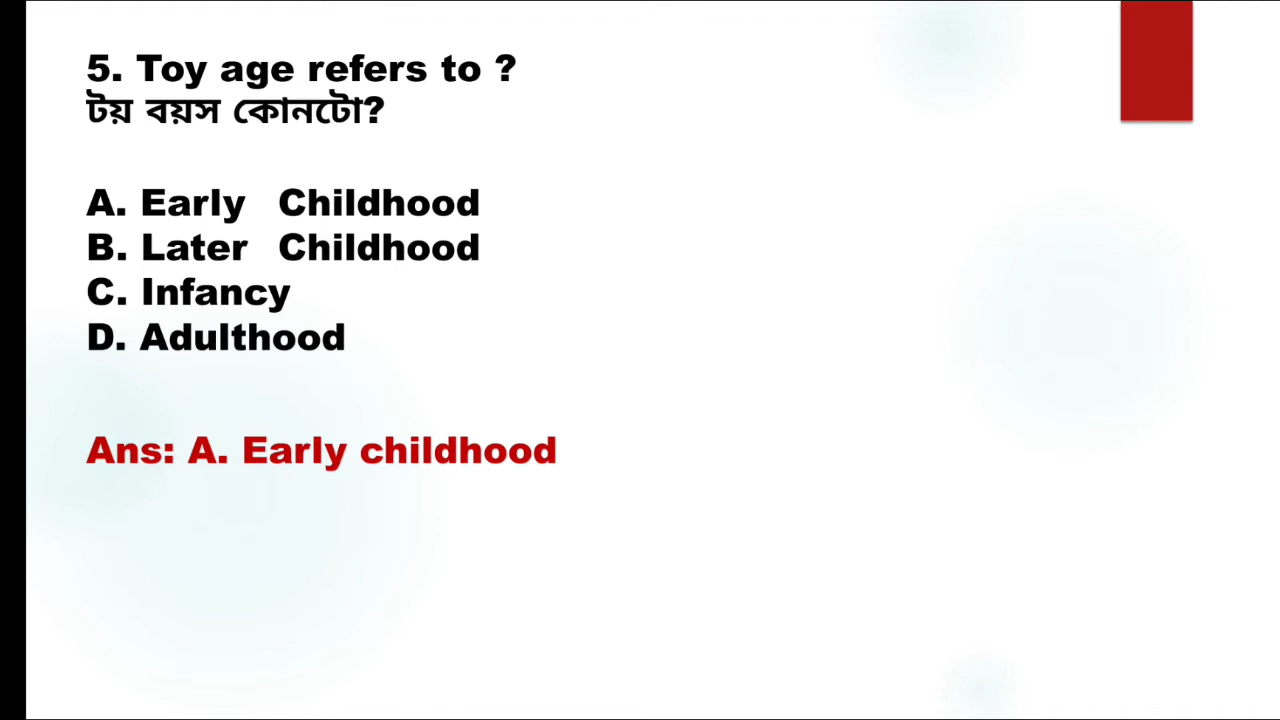 5. Toy age refers to ?
টয় বয়স কোনটো?
A. Early Childhood
B. Later Childhood
C. Infancy
D. Adulthood
Ans: A. Early childhood